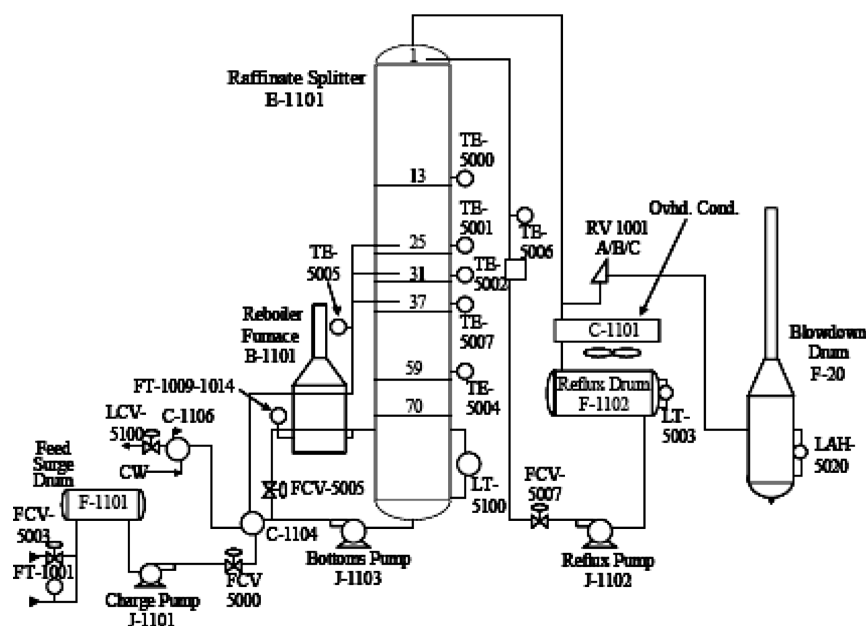 1
Raffinate Splitter
E-1101
TE-
5000
13
TE-
5001
25
TE-
5002
31
TE-
5007
37
59
TE-
5004
70
TE-
5005
Reboiler
Furnace
B-1101
FT-1009-1014
LCV-
5100
C-1106
CW
Feed
Surge
Drum
F-1101
FCV-
5003
FT-1001
Charge Pump
J-1101
FCV
5000
C-1104
FCV-5005
Bottoms Pump
J-1103
LT-
5100
TE-
5006
Ovhd. Cond.
RV 1001
A/B/C
C-1101
Reflux Drum
F-1102
LT-
5003
FCV-
5007
Reflux Pump
J-1102
Blowdown
Drum
F-20
LAH-
5020